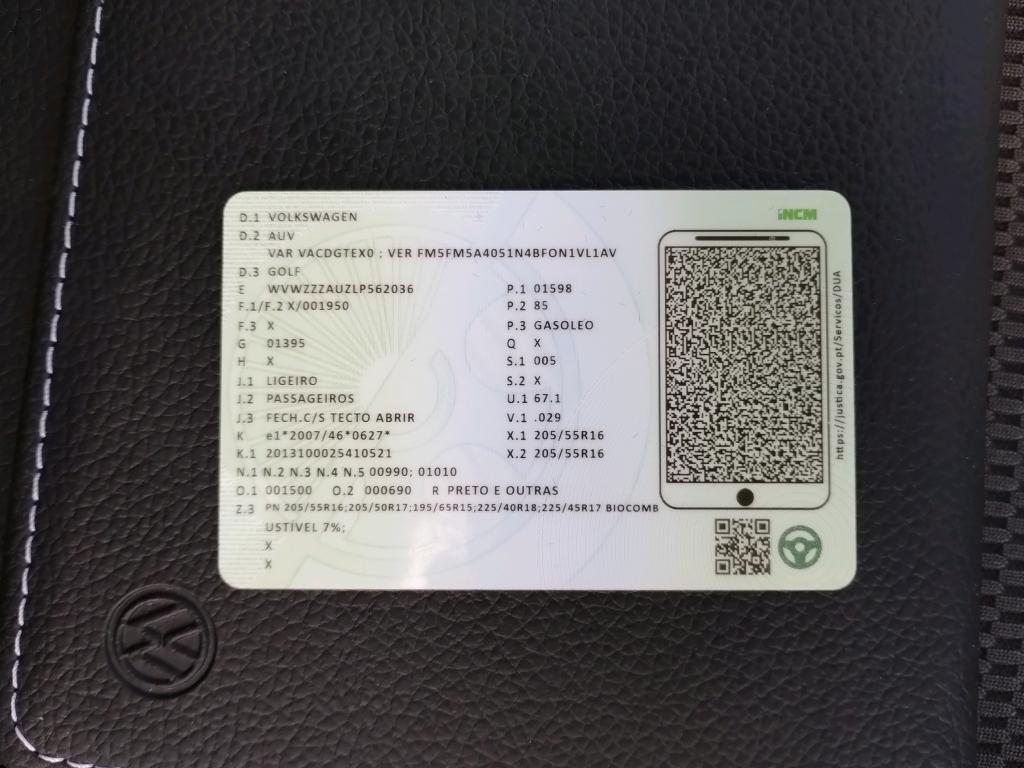 iNCM
D.1 VOLKSWAGEN
D.2 AUV
VAR VACDGTEX0 ; VER FM5FM5A4051N4BFON1VL1AV
D.3 GOLF
E WVWZZZAUZLP562036
P.1 01598
F.1/F.2 X/001950
P.2 85
F.3 X
P.3 GASOLEO
G 01395
Q X
H X
S.1 005
J.1 LIGEIRO
S.2 X
J.2 PASSAGEIROS
U.1 67.1
J.3 FECH.C/S TECTO ABRIR
V.1 .029
K e1*2007/46*0627*
X.1 205/55R16
K.1 2013100025410521
X.2 205/55R16
N.1 N.2 N.3 N.4 N.5 00990; 01010
O.1 001500 O.2 000690 R PRETO E OUTRAS
Z.3 PN 205/55R16;205/50R17;195/65R15;225/40R18;225/45R17 BIOCOMB
USTIVEL 7%;
X
X
https://justica.gov.pt/Servicos/DUA